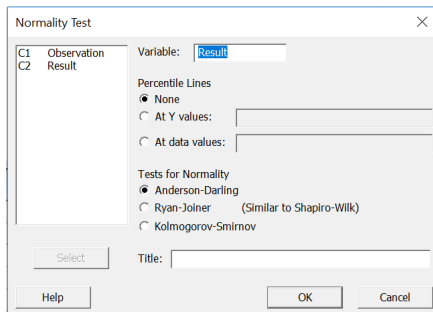 Normality Test
C1 Observation
C2 Result
Variable: Result
Percentile Lines
None
At Y values:
At data values:
Tests for Normality
Anderson-Darling
Ryan-Joiner (Similar to Shapiro-Wilk)
Kolmogorov-Smirnov
Select
Title:
Help
OK
Cancel